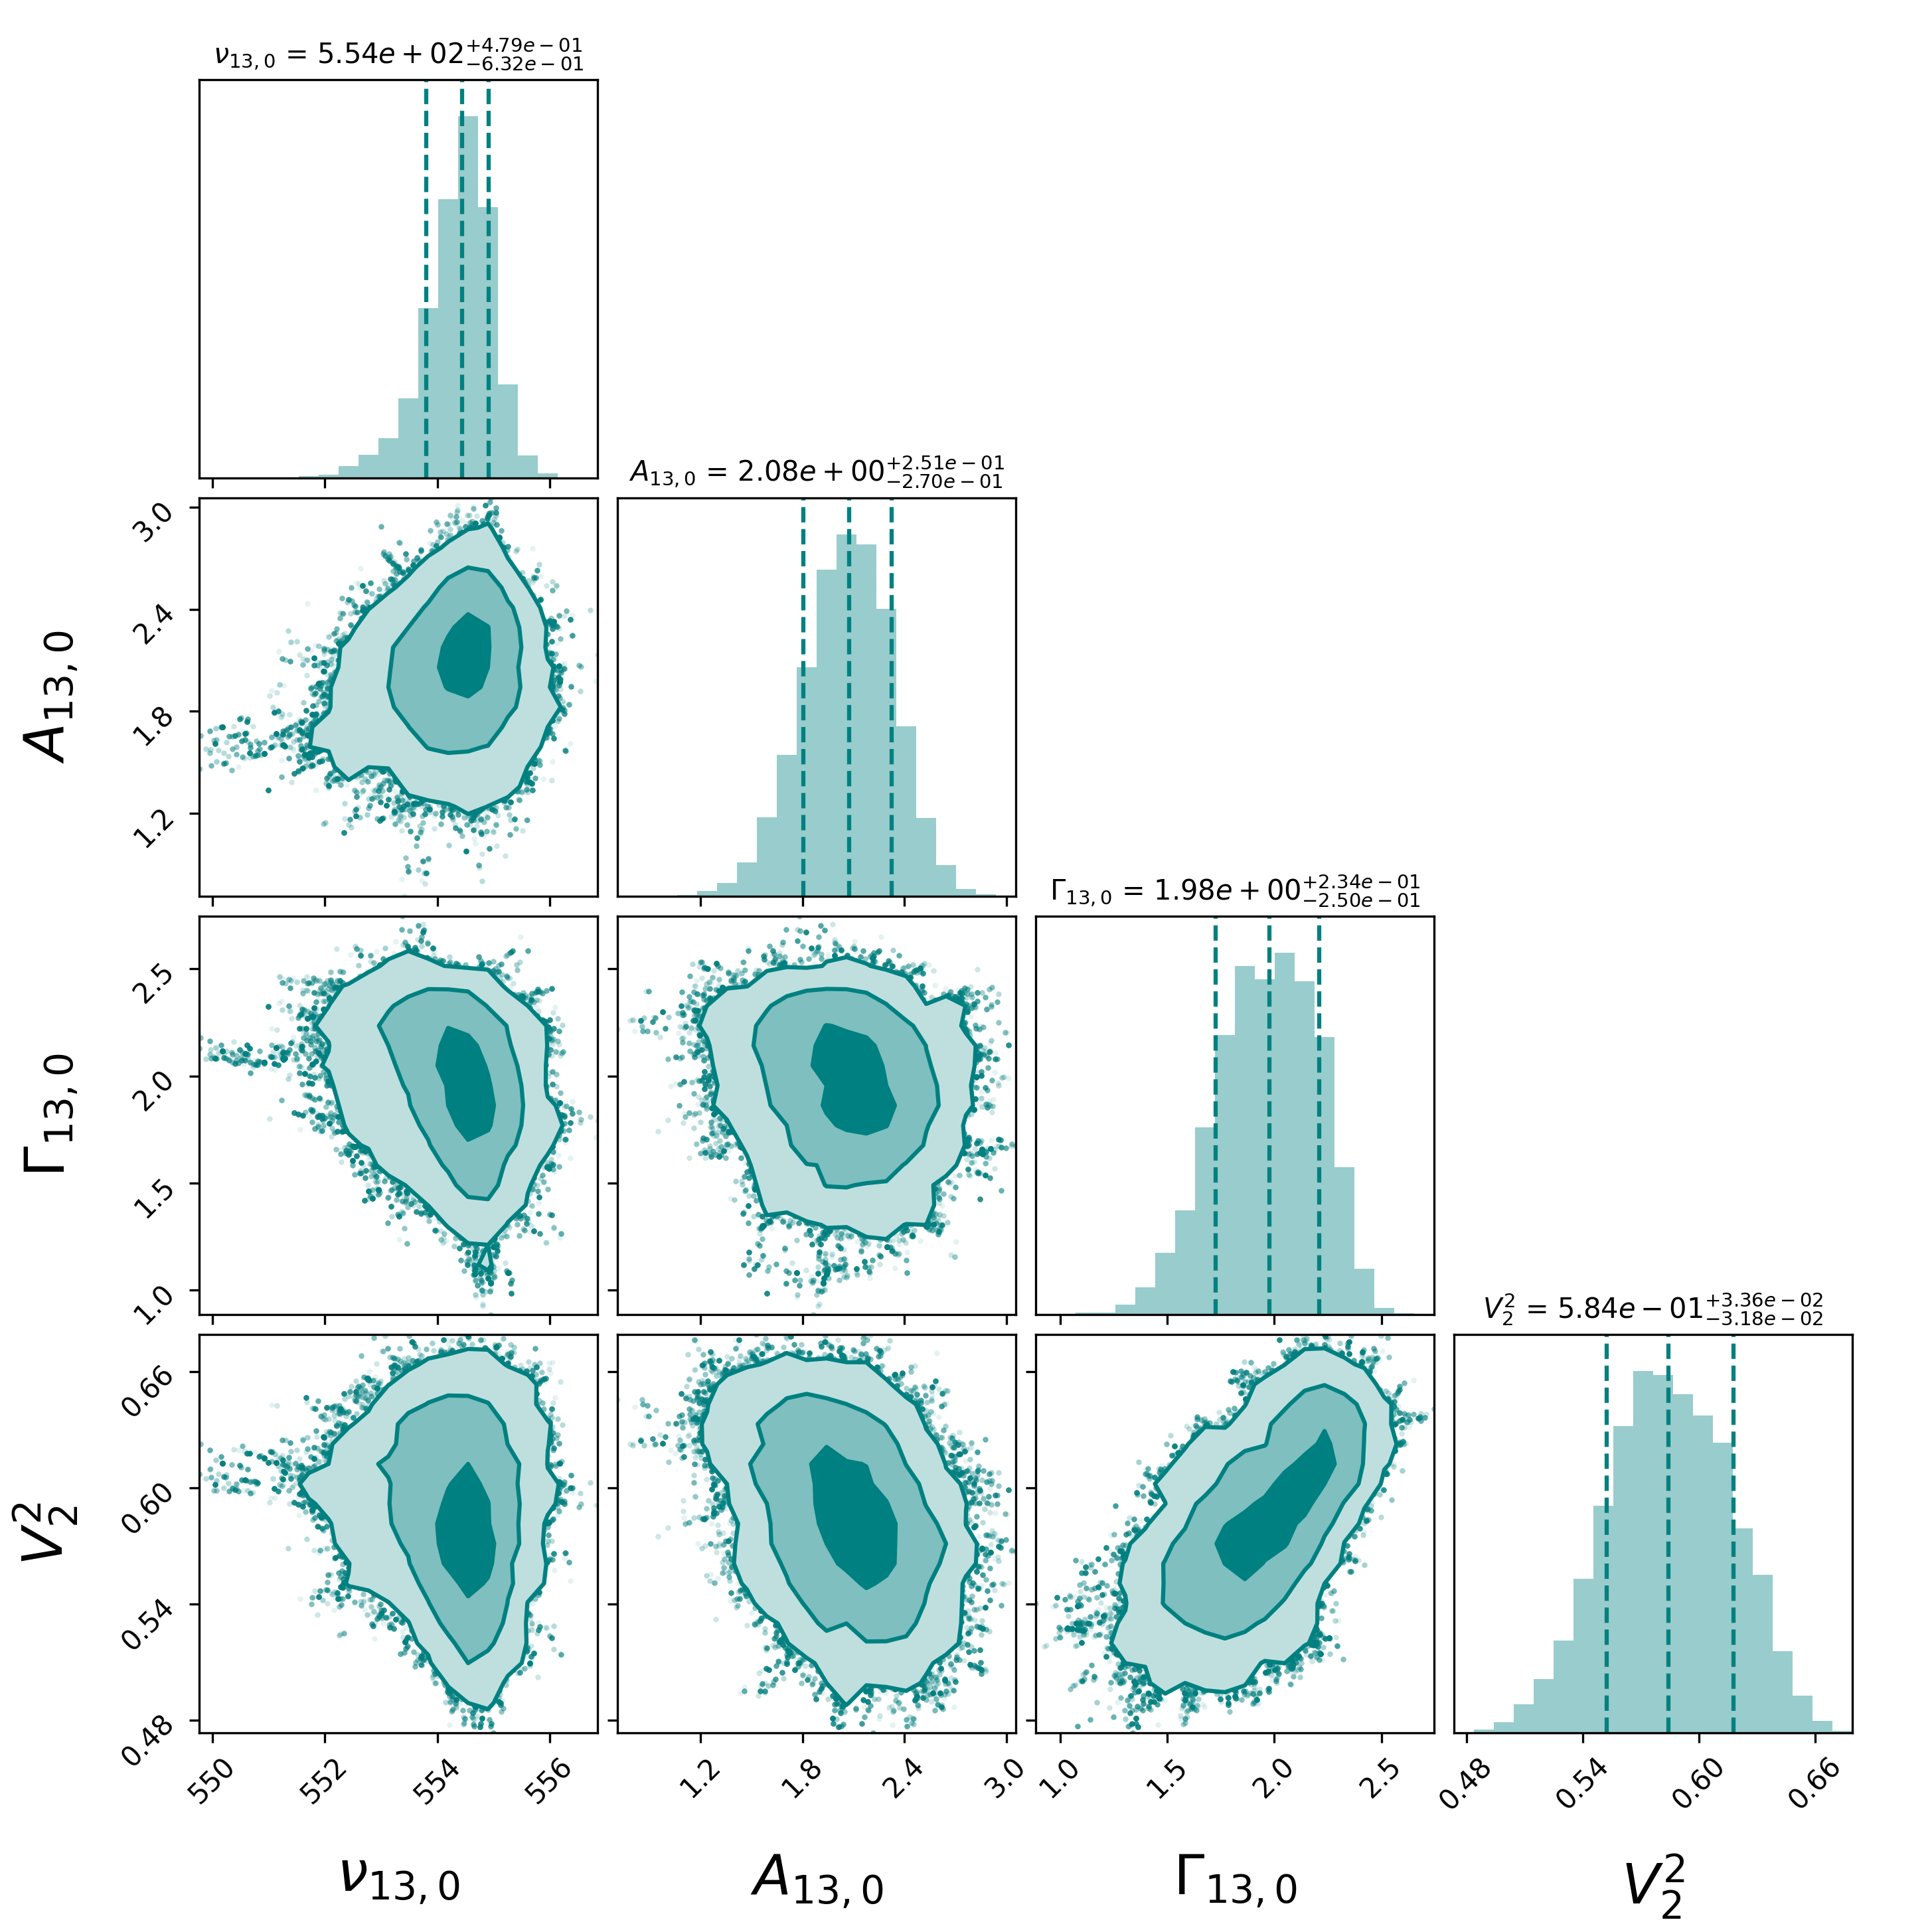 ν₁₃,₀ = 5.54e + 02 +4.79e − 01 −6.32e − 01
A₁₃,₀ = 2.08e + 00 +2.51e − 01 −2.70e − 01
3.0
2.4
1.8
1.2
A₁₃,₀
Γ₁₃,₀ = 1.98e + 00 +2.34e − 01 −2.50e − 01
2.5
2.0
1.5
1.0
Γ₁₃,₀
V₂² = 5.84e − 01 +3.36e − 02 −3.18e − 02
0.66
0.60
0.54
0.48
V₂²
550 552 554 556 1.2 1.8 2.4 3.0 1.0 1.5 2.0 2.5 0.48 0.54 0.60 0.66
ν₁₃,₀ A₁₃,₀ Γ₁₃,₀ V₂²